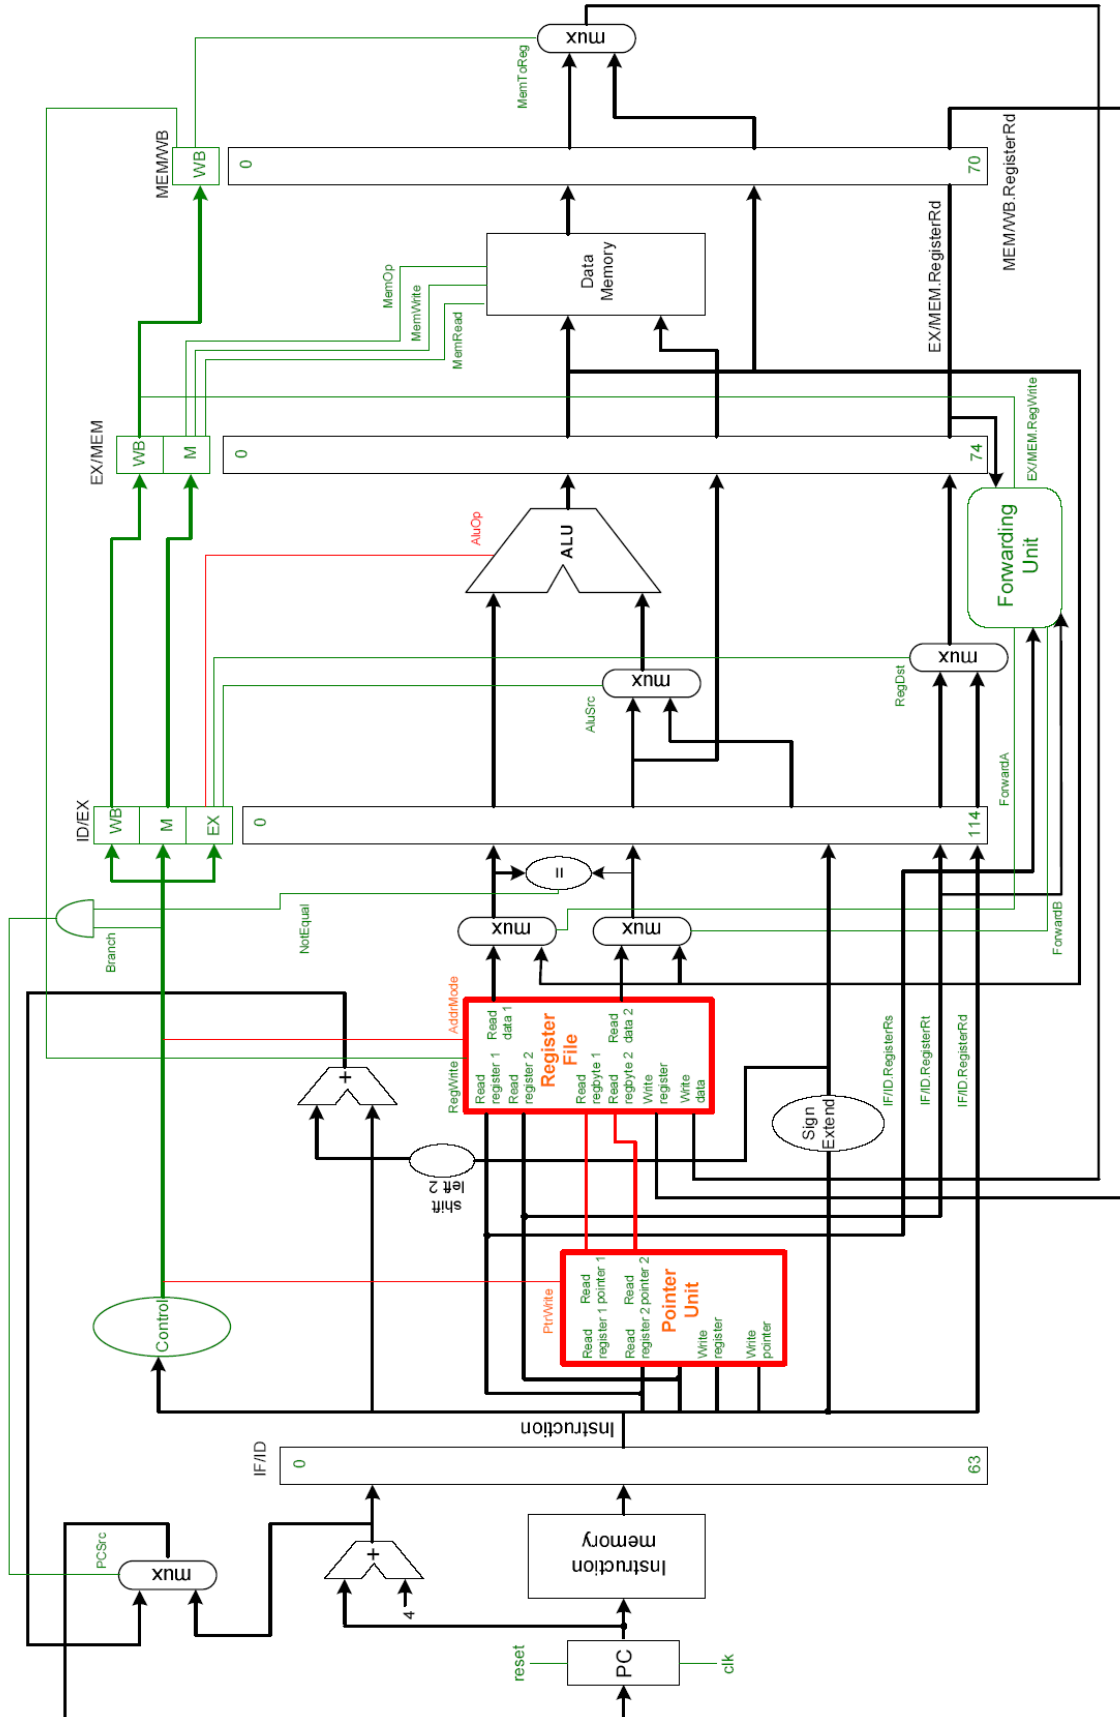 mux
MemToReg
MEM/WB
WB
0
70
MEM/WB.RegisterRd
EX/MEM.RegisterRd
Data
Memory
MemOp
MemWrite
MemRead
EX/MEM
WB
M
0
74
EX/MEM.RegWrite
AluOp
ALU
Forwarding
Unit
mux
AluSrc
mux
RegDst
ID/EX
WB
M
EX
0
114
ForwardA
=
Branch
NotEqual
mux
mux
ForwardB
AddrMode
RegWrite
Read
register 1
Read
data 1
Read
register 2
Register
File
Read
regbyte 1
Read
regbyte 2
Read
data 2
Write
register
Write
data
+
IF/ID.RegisterRs
IF/ID.RegisterRt
IF/ID.RegisterRd
Sign
Extend
shift
left 2
Control
PtrWrite
Read
register 1
Read
pointer 1
Read
register 2
Read
pointer 2
Pointer
Unit
Write
register
Write
pointer
Instruction
IF/ID
0
63
PCSrc
mux
+
4
Instruction
memory
reset
PC
clk